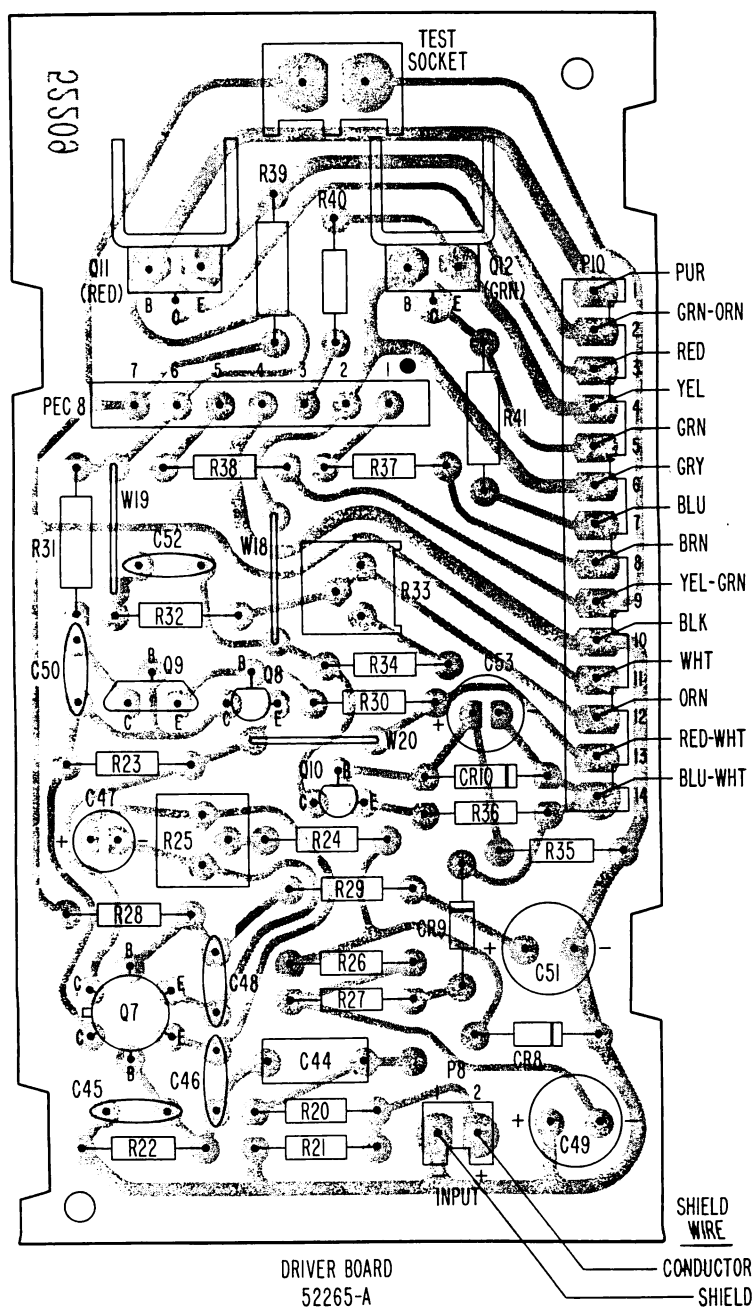 TEST
SOCKET
52209
R39
R40
Q11
(RED)
B
C
E
Q12
(GRN)
B
C
E
P10
1
2
3
4
5
6
7
8
9
10
11
12
13
14
PUR
GRN-ORN
RED
YEL
GRN
GRY
BLU
BRN
YEL-GRN
BLK
WHT
ORN
RED-WHT
BLU-WHT
7 6 5 4 3 2 1
PEC 8
R41
R38
R37
W19
R31
C52
W18
R33
R32
C50
B
Q9
C
E
B
Q8
C
E
R34
C53
+
R30
W20
R23
Q10
B
C
E
CR10
R36
C47
+
-
R25
R24
R35
R29
R28
CR9
+
-
C51
B
C
E
Q7
C
E
B
C48
R26
R27
CR8
C46
C44
P8
1 2
C45
R20
R22
R21
+
-
C49
-
+
INPUT
SHIELD
WIRE
CONDUCTOR
SHIELD
DRIVER BOARD
52265-A